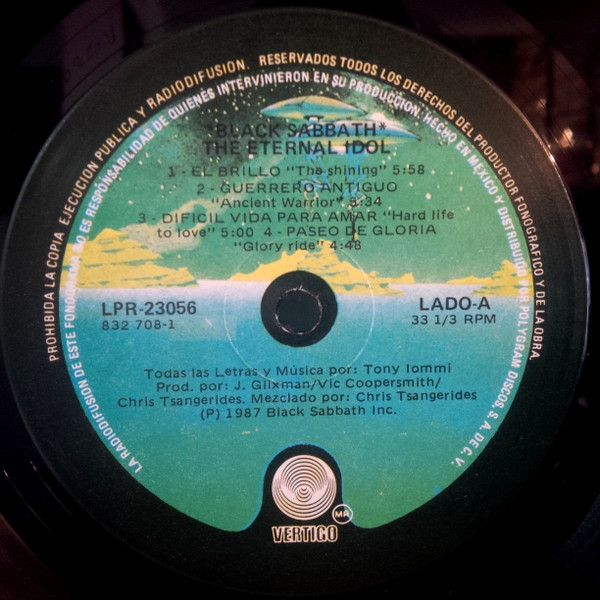 PROHIBIDA LA COPIA EJECUCION PUBLICA Y RADIODIFUSION. RESERVADOS TODOS LOS DERECHOS DEL PRODUCTOR FONOGRAFICO Y DE LA OBRA.
LA RADIODIFUSION DE ESTE FONOGRAMA NO ES RESPONSABILIDAD DE QUIENES INTERVINIERON EN SU PRODUCCION. HECHO EN MEXICO Y DISTRIBUIDO POR POLYGRAM DISCOS, S. A. DE C. V.
*BLACK SABBATH*
THE ETERNAL IDOL
1 - EL BRILLO "The shining" 5:58
2 - GUERRERO ANTIGUO
"Ancient Warrior" 5:34
3 - DIFICIL VIDA PARA AMAR "Hard life
to love" 5:00 4 - PASEO DE GLORIA
"Glory ride" 4:48
LPR-23056
832 708-1
LADO-A
33 1/3 RPM
Todas las Letras y Música por: Tony Iommi
Prod. por: J. Glixman/Vic Coopersmith/
Chris Tsangerides. Mezclado por: Chris Tsangerides
(P) 1987 Black Sabbath Inc.
VERTIGO
MR